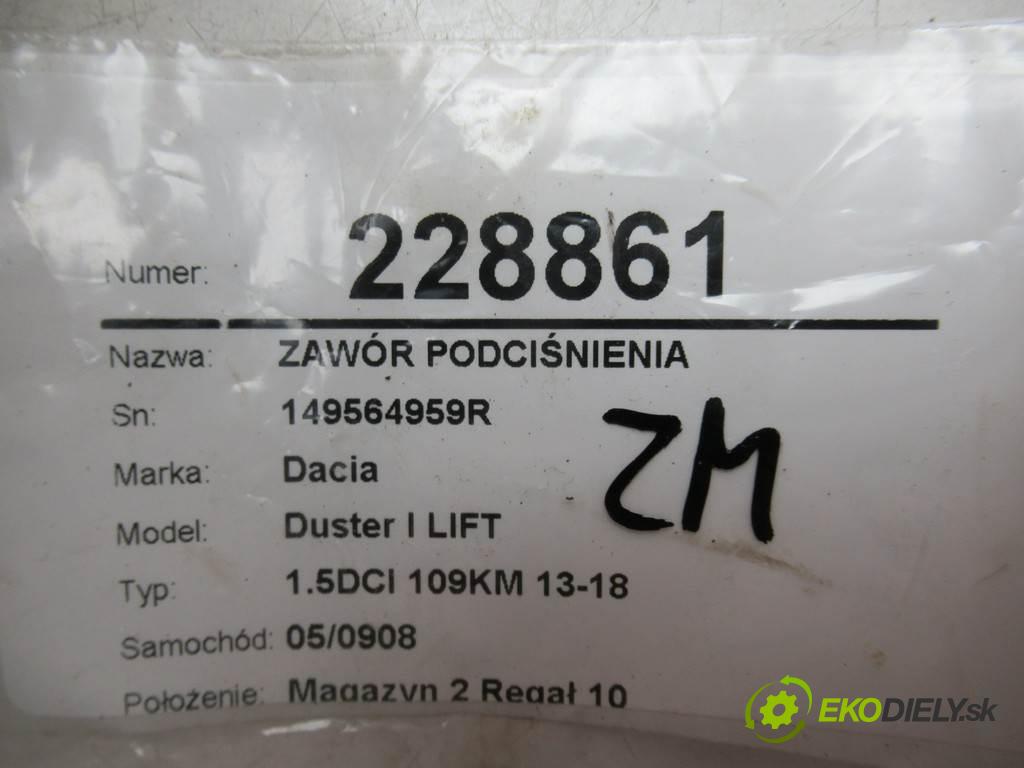 Numer: 228861
Nazwa: ZAWÓR PODCIŚNIENIA
Sn: 149564959R
Marka: Dacia
Model: Duster I LIFT
Typ: 1.5DCI 109KM 13-18
Samochód: 05/0908
Położenie: Magazyn 2 Regał 10
ZM
EKODIELY.sk